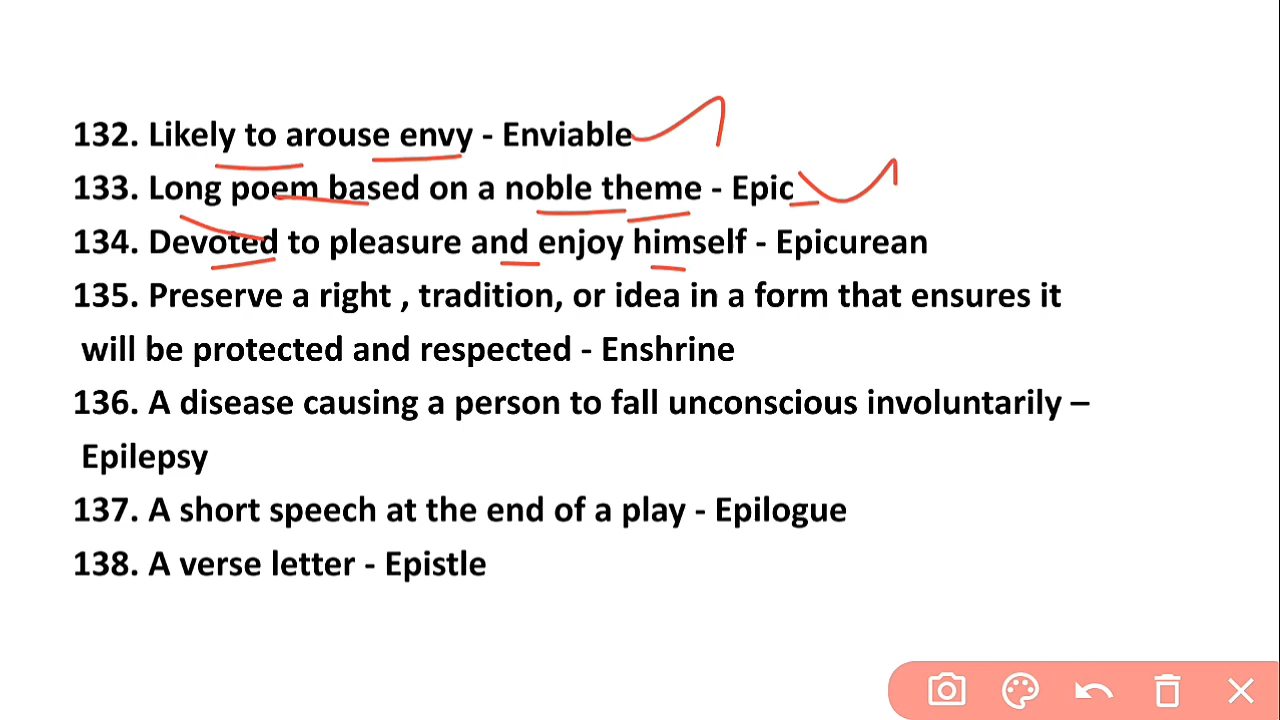 132. Likely to arouse envy - Enviable
133. Long poem based on a noble theme - Epic
134. Devoted to pleasure and enjoy himself - Epicurean
135. Preserve a right , tradition, or idea in a form that ensures it
will be protected and respected - Enshrine
136. A disease causing a person to fall unconscious involuntarily –
Epilepsy
137. A short speech at the end of a play - Epilogue
138. A verse letter - Epistle